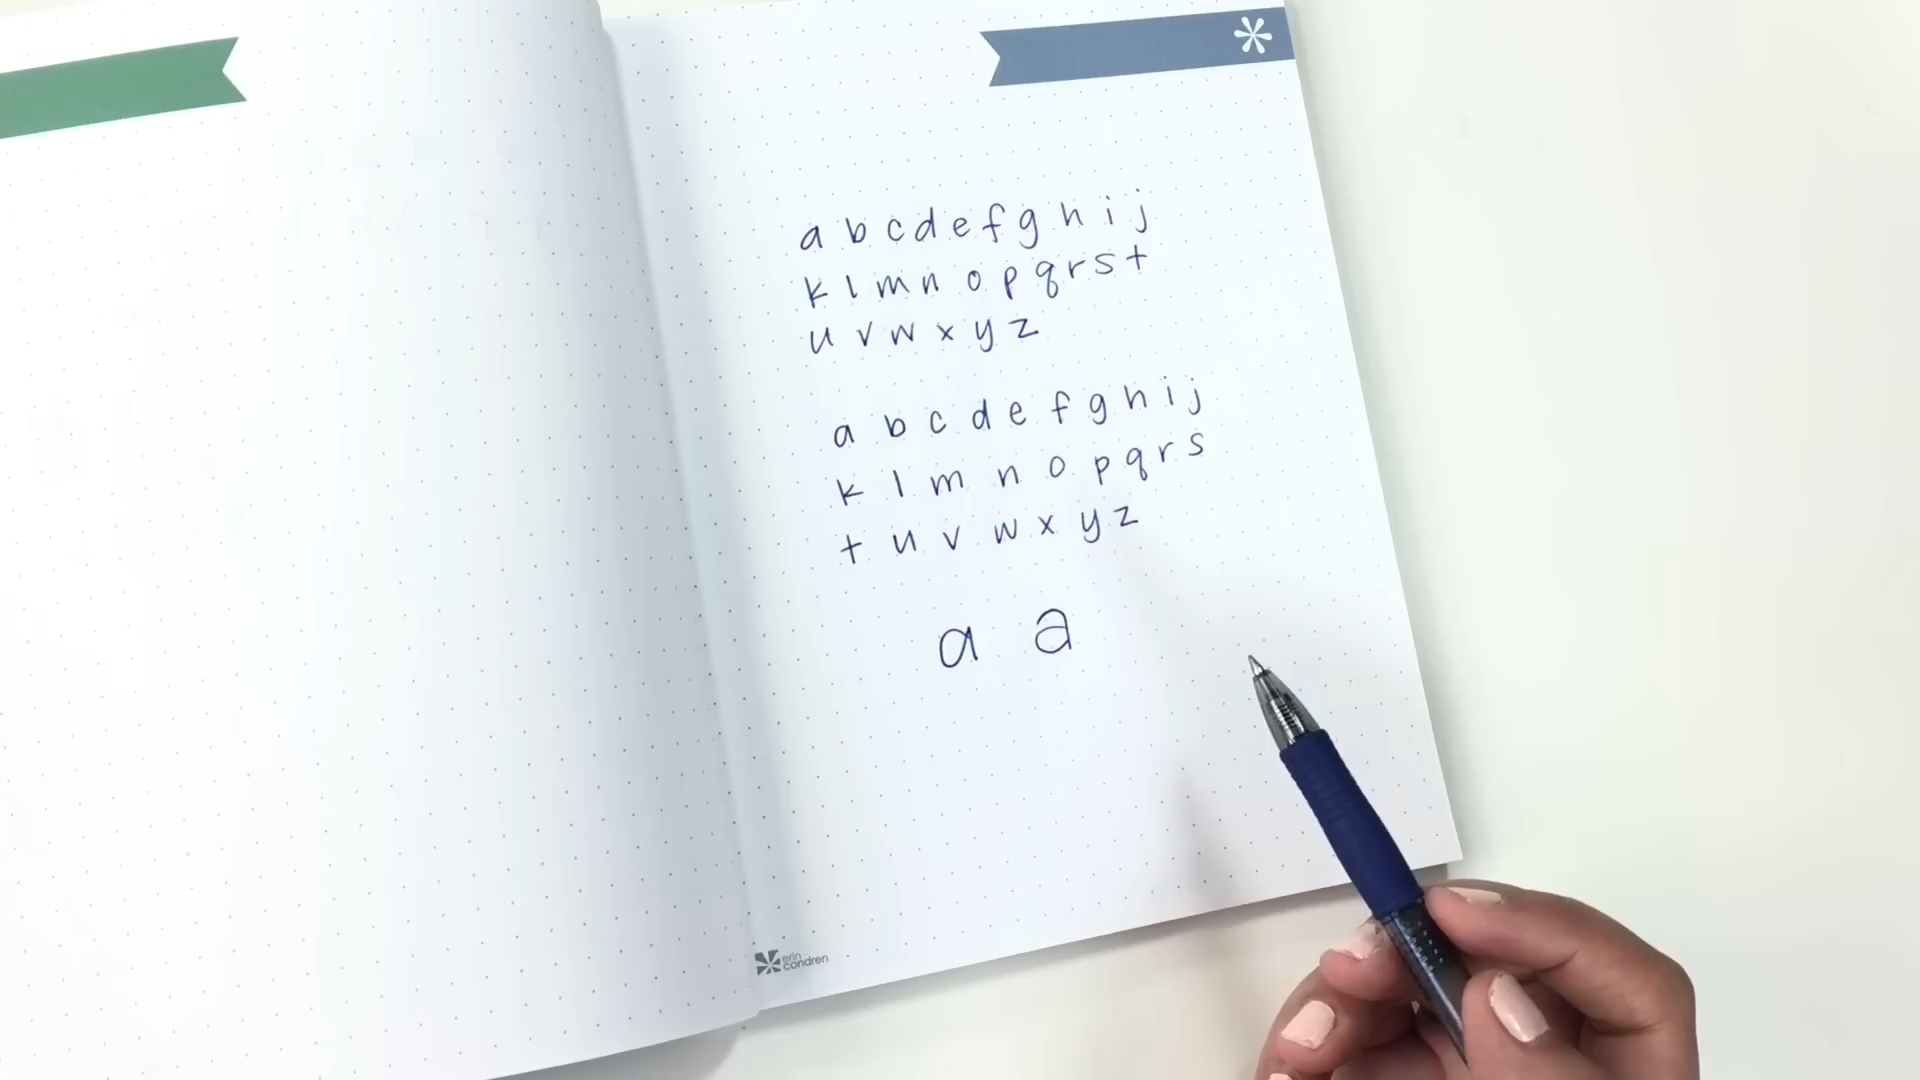 a b c d e f g h i j
k l m n o p q r s t
u v w x y z
a b c d e f g h i j
k l m n o p q r s
t u v w x y z
a a
erin
condren